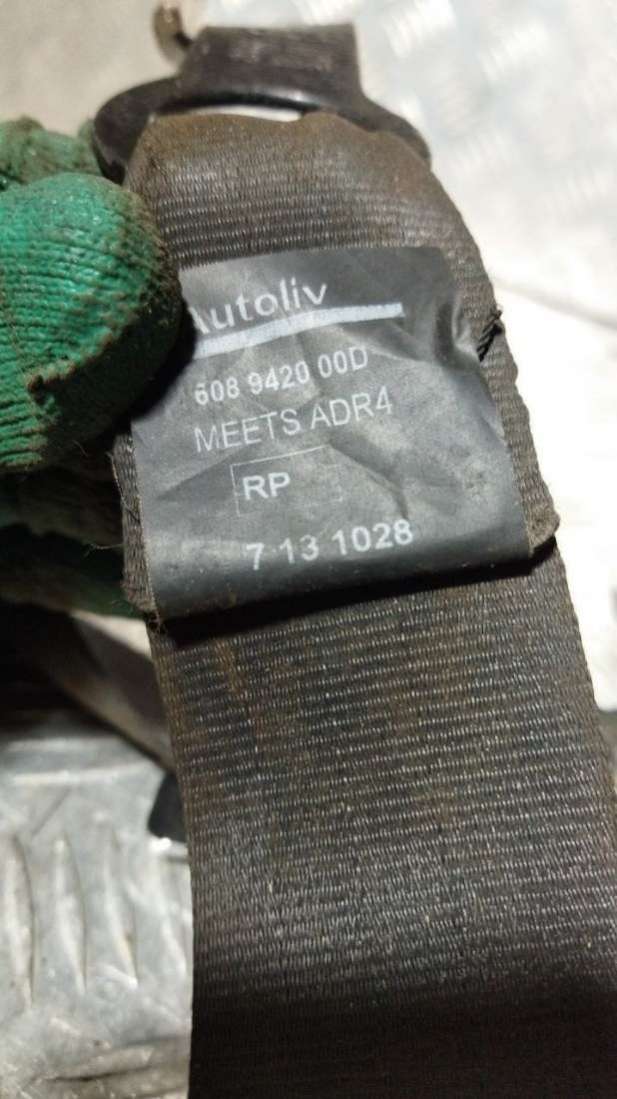 Autoliv
608 9420 00D
MEETS ADR4
RP
7 13 1028